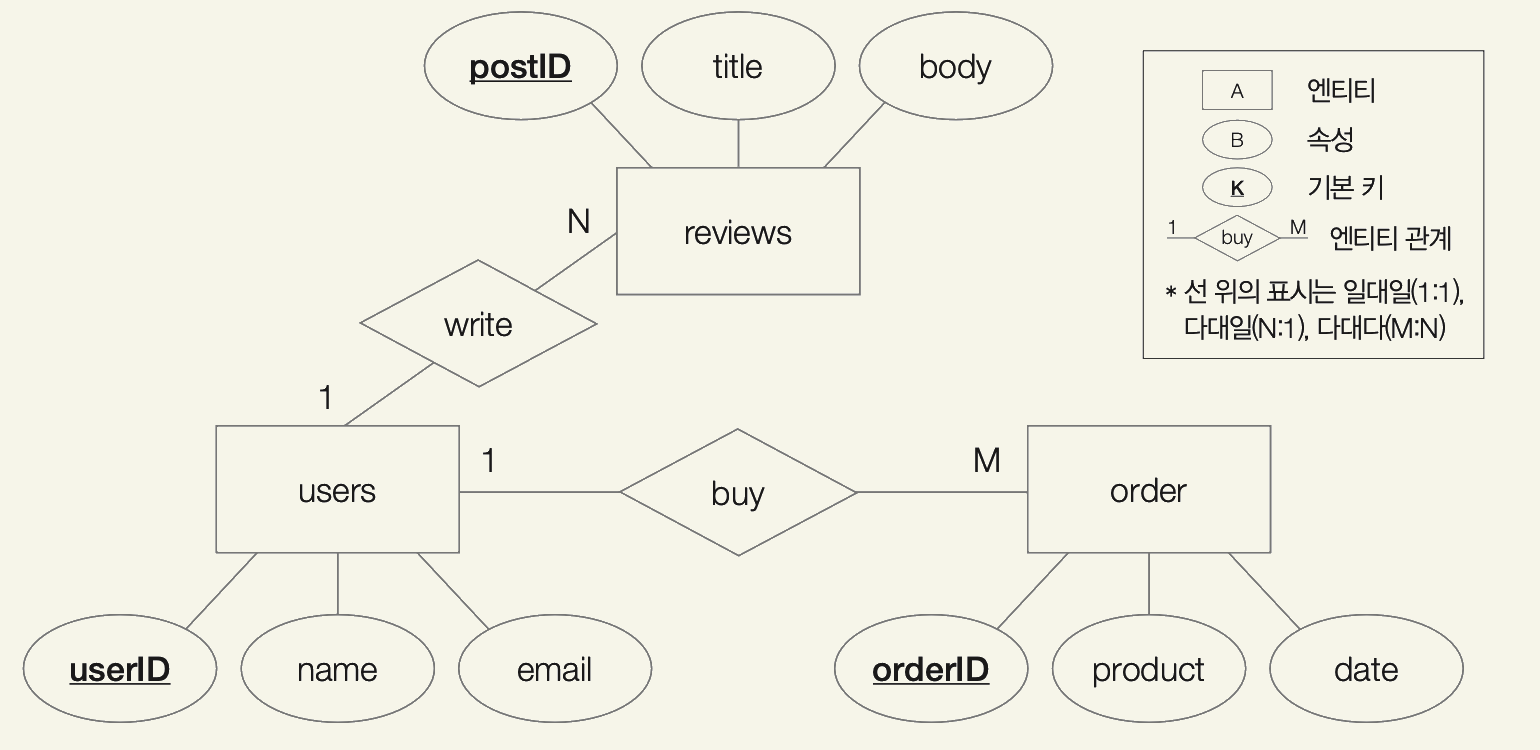 postID
title
body
reviews
N
write
1
users
1
buy
M
order
userID
name
email
orderID
product
date
A 엔티티
B 속성
K 기본 키
1 buy M 엔티티 관계
* 선 위의 표시는 일대일(1:1),
다대일(N:1), 다대다(M:N)